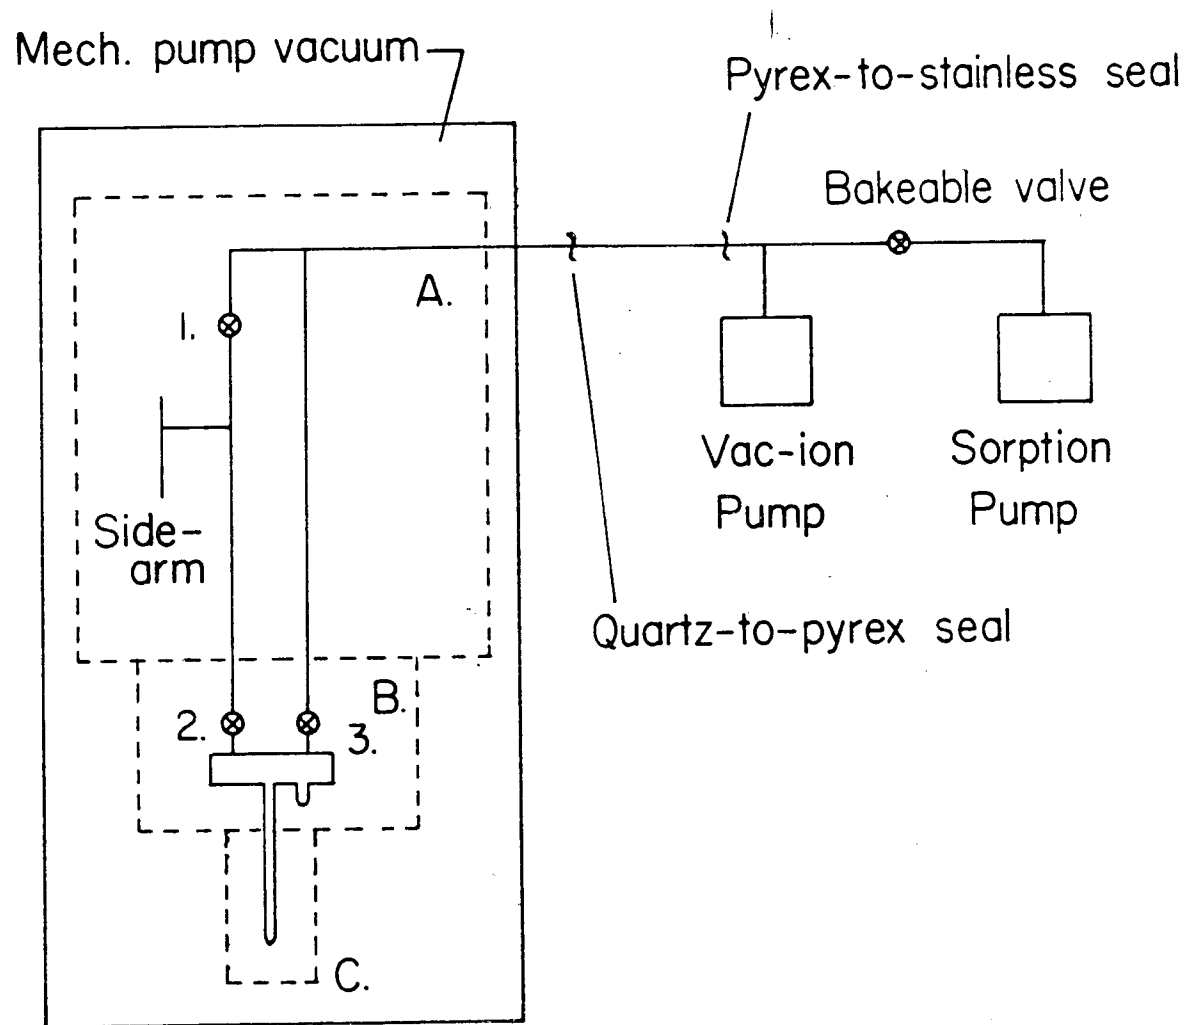 Mech. pump vacuum
Pyrex-to-stainless seal
Bakeable valve
A.
1.
Vac-ion
Pump
Sorption
Pump
Side-
arm
Quartz-to-pyrex seal
B.
2.
3.
C.